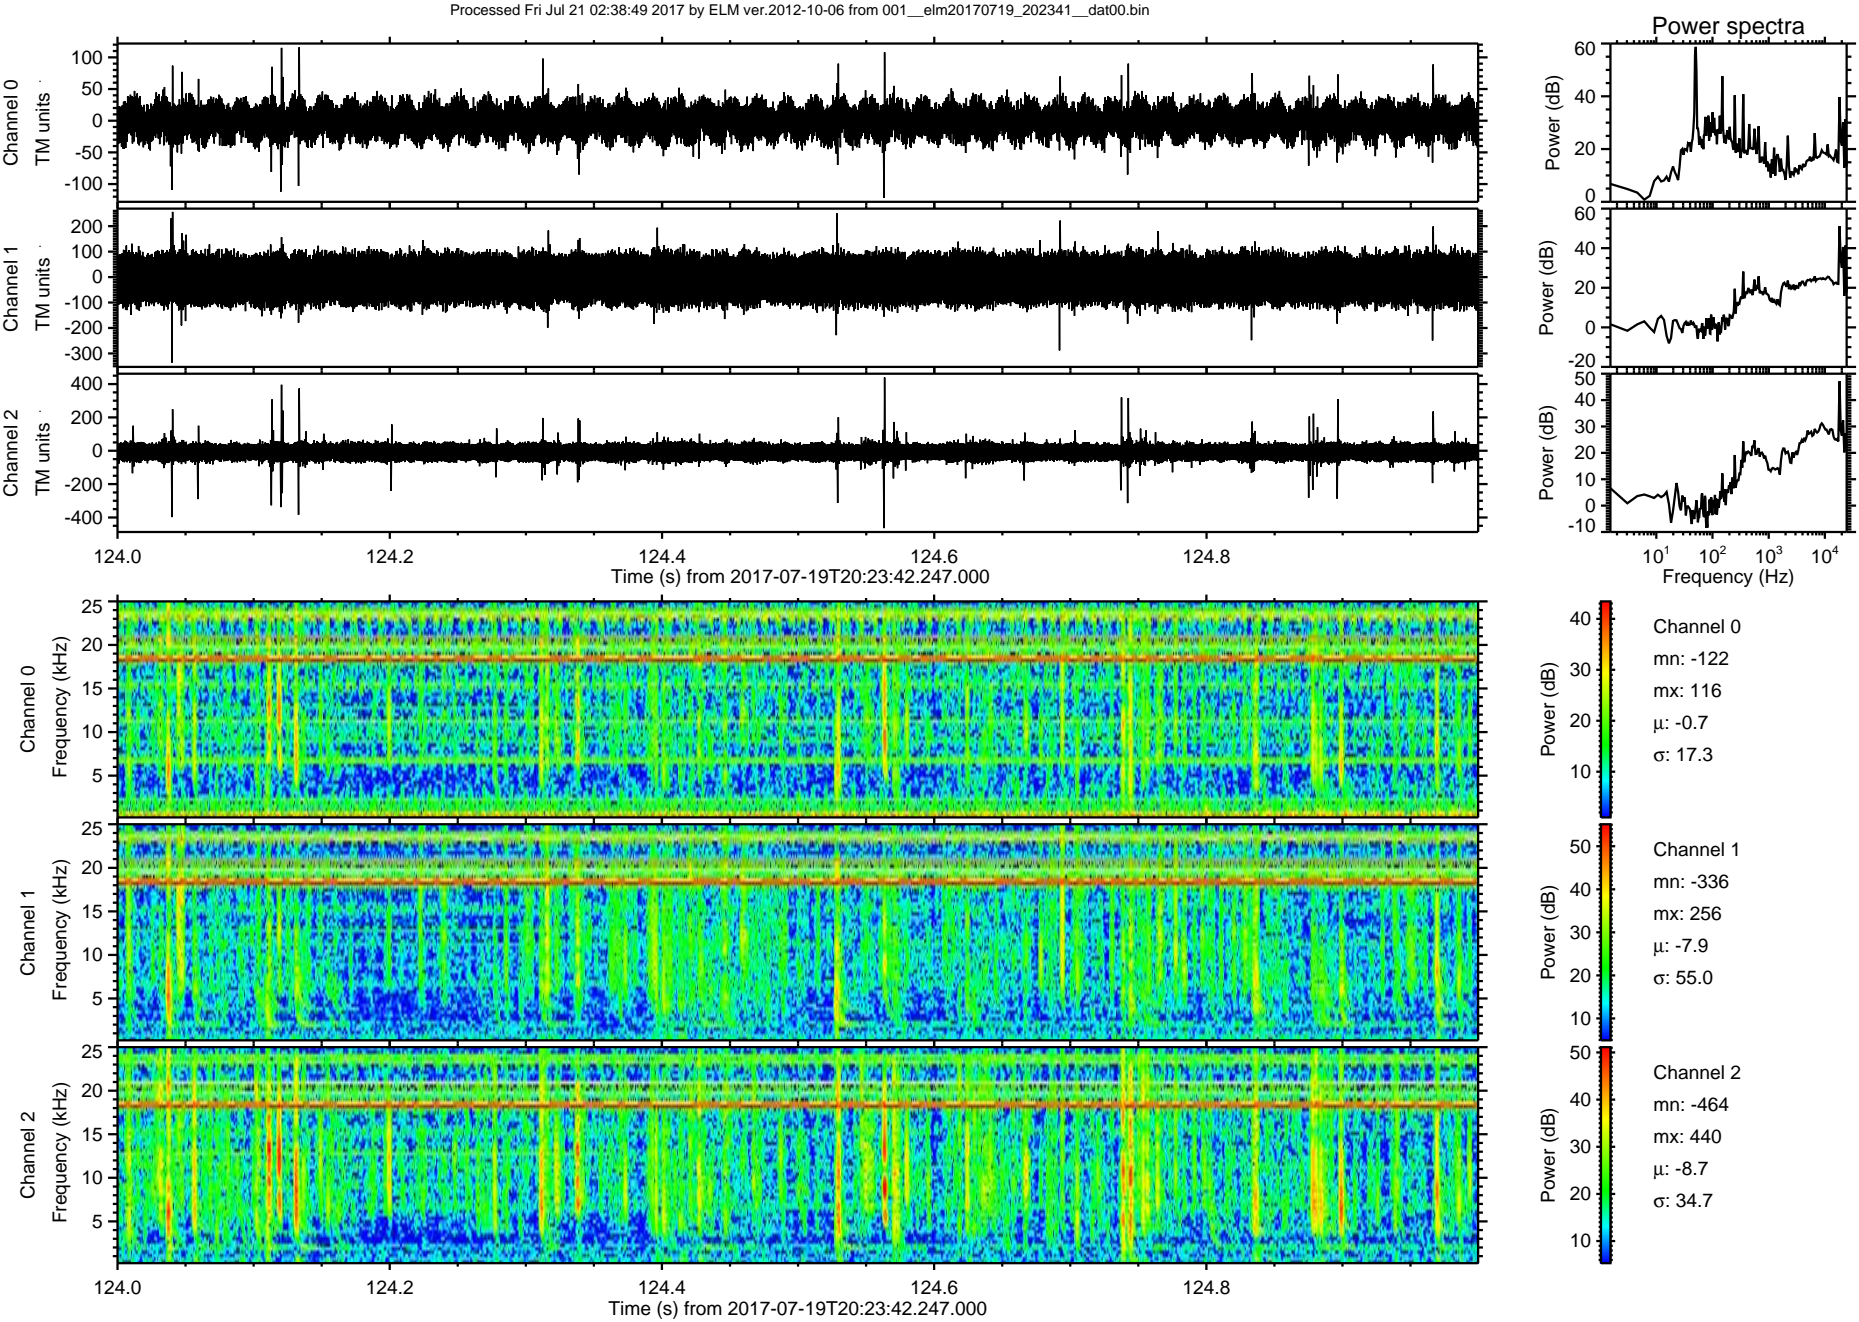 Processed Fri Jul 21 02:38:49 2017 by ELM ver.2012-10-06 from 001__elm20170719_202341__dat00.bin
Power spectra
Channel 0
TM units
100
50
0
-50
-100
Power (dB)
60
40
20
0
Channel 1
TM units
200
100
0
-100
-200
-300
Power (dB)
60
40
20
0
-20
Channel 2
TM units
400
200
0
-200
-400
Power (dB)
50
40
30
20
10
0
-10
124.0 124.2 124.4 124.6 124.8
Time (s) from 2017-07-19T20:23:42.247.000
10^1 10^2 10^3 10^4
Frequency (Hz)
Channel 0
Frequency (kHz)
25
20
15
10
5
Power (dB)
40
30
20
10
Channel 0
mn: -122
mx: 116
μ: -0.7
σ: 17.3
Channel 1
Frequency (kHz)
25
20
15
10
5
Power (dB)
50
40
30
20
10
Channel 1
mn: -336
mx: 256
μ: -7.9
σ: 55.0
Channel 2
Frequency (kHz)
25
20
15
10
5
Power (dB)
50
40
30
20
10
Channel 2
mn: -464
mx: 440
μ: -8.7
σ: 34.7
124.0 124.2 124.4 124.6 124.8
Time (s) from 2017-07-19T20:23:42.247.000